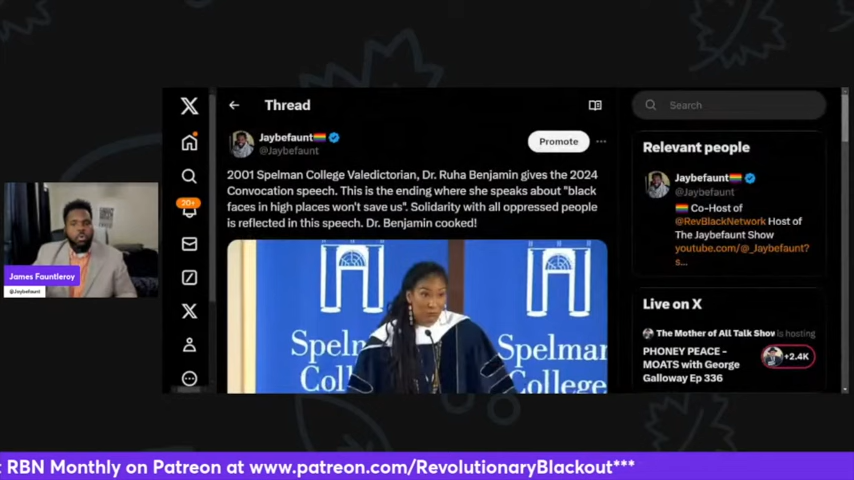 Thread
Jaybefaunt🏳️‍🌈
@Jaybefaunt
Promote
2001 Spelman College Valedictorian, Dr. Ruha Benjamin gives the 2024
Convocation speech. This is the ending where she speaks about "black
faces in high places won't save us". Solidarity with all oppressed people
is reflected in this speech. Dr. Benjamin cooked!
Spelman
College
Spelman
College
20+
Search
Relevant people
Jaybefaunt🏳️‍🌈
@Jaybefaunt
🏳️‍🌈 Co-Host of
@RevBlackNetwork Host of
The Jaybefaunt Show
youtube.com/@_Jaybefaunt?
s...
Live on X
The Mother of All Talk Show is hosting
PHONEY PEACE -
MOATS with George
Galloway Ep 336
+2.4K
James Fauntleroy
@Jaybefaunt
RBN Monthly on Patreon at www.patreon.com/RevolutionaryBlackout***